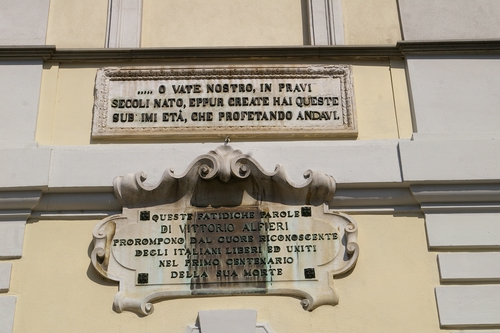 ..... O VATE NOSTRO, IN PRAVI
SECOLI NATO, EPPUR CREATE HAI QUESTE
SUBLIMI ETÀ, CHE PROFETANDO ANDAVI.
QUESTE FATIDICHE PAROLE
DI VITTORIO ALFIERI
PROROMPONO DAL CUORE RICONOSCENTE
DEGLI ITALIANI LIBERI ED UNITI
NEL PRIMO CENTENARIO
DELLA SUA MORTE